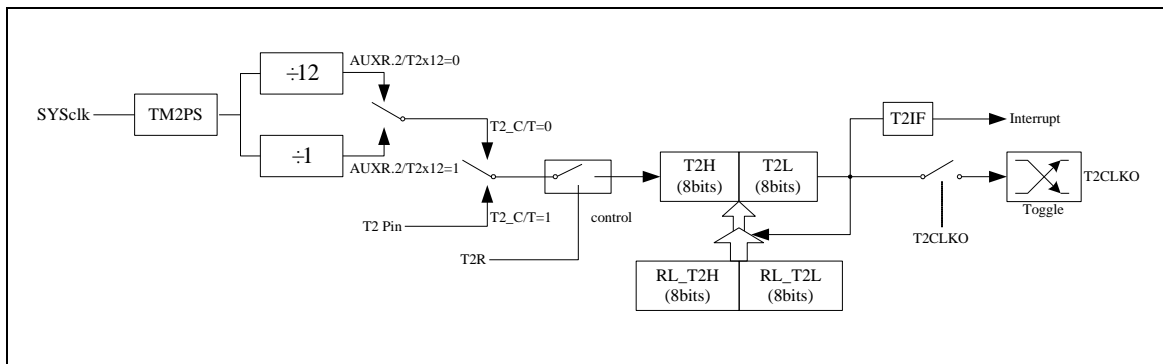 AUXR.2/T2x12=0
÷12
SYSclk
TM2PS
÷1
AUXR.2/T2x12=1
T2_C/T=0
T2_C/T=1
T2 Pin
T2R
control
T2H
(8bits)
T2L
(8bits)
RL_T2H
(8bits)
RL_T2L
(8bits)
T2IF
Interrupt
T2CLKO
Toggle
T2CLKO